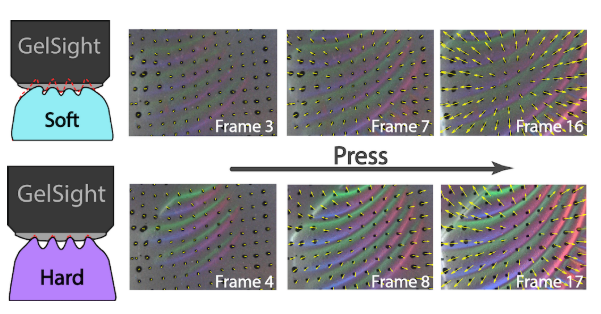 GelSight
Soft
Frame 3
Frame 7
Frame 16
Press
GelSight
Hard
Frame 4
Frame 8
Frame 17